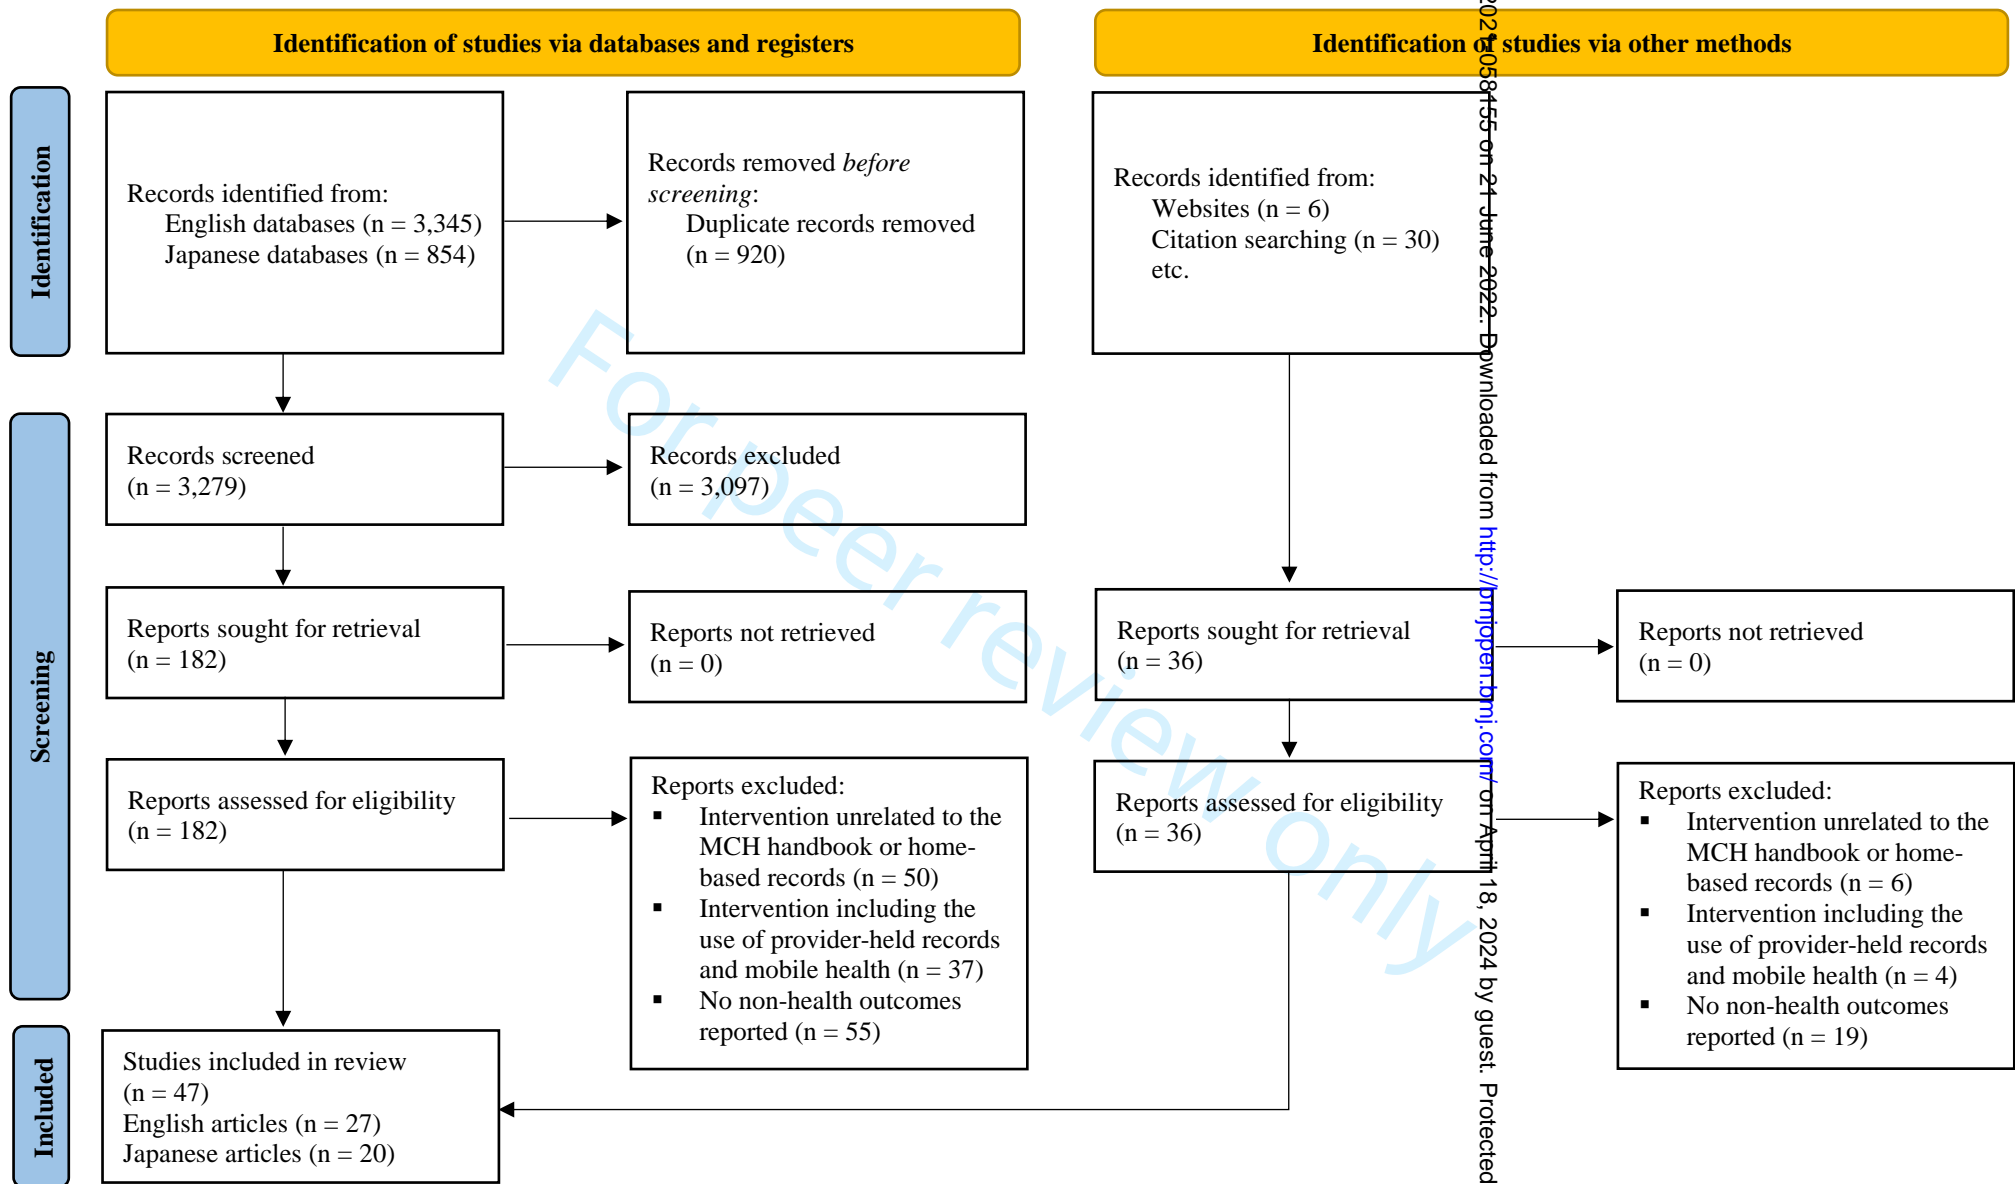 Identification of studies via databases and registers
Identification of studies via other methods
Identification
Records identified from:
English databases (n = 3,345)
Japanese databases (n = 854)
Records removed before
screening:
Duplicate records removed
(n = 920)
Records identified from:
Websites (n = 6)
Citation searching (n = 30)
etc.
Screening
Records screened
(n = 3,279)
Records excluded
(n = 3,097)
Reports sought for retrieval
(n = 182)
Reports not retrieved
(n = 0)
Reports sought for retrieval
(n = 36)
Reports not retrieved
(n = 0)
Reports assessed for eligibility
(n = 182)
Reports excluded:
▪ Intervention unrelated to the
MCH handbook or home-
based records (n = 50)
▪ Intervention including the
use of provider-held records
and mobile health (n = 37)
▪ No non-health outcomes
reported (n = 55)
Reports assessed for eligibility
(n = 36)
Reports excluded:
▪ Intervention unrelated to the
MCH handbook or home-
based records (n = 6)
▪ Intervention including the
use of provider-held records
and mobile health (n = 4)
▪ No non-health outcomes
reported (n = 19)
Included
Studies included in review
(n = 47)
English articles (n = 27)
Japanese articles (n = 20)
For peer review only
058155 on 21 June 2022. Downloaded from http://bmjopen.bmj.com/ on April 18, 2024 by guest. Protected